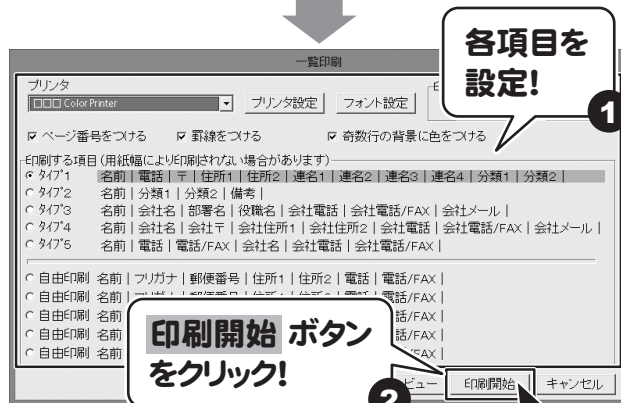 一覧印刷
各項目を
設定!
1
プリンタ
□□□ Color Printer
プリンタ設定
フォント設定
ページ番号をつける 罫線をつける 奇数行の背景に色をつける
印刷する項目(用紙幅により印刷されない場合があります)
タイプ1 名前 | 電話 | 〒 | 住所1 | 住所2 | 連名1 | 連名2 | 連名3 | 連名4 | 分類1 | 分類2 |
タイプ2 名前 | 分類1 | 分類2 | 備考 |
タイプ3 名前 | 会社名 | 部署名 | 役職名 | 会社電話 | 会社電話/FAX | 会社メール |
タイプ4 名前 | 会社名 | 会社〒 | 会社住所1 | 会社住所2 | 会社電話 | 会社電話/FAX | 会社メール |
タイプ5 名前 | 電話 | 電話/FAX | 会社名 | 会社電話 | 会社電話/FAX |
自由印刷 名前 | フリガナ | 郵便番号 | 住所1 | 住所2 | 電話 | 電話/FAX |
自由印刷 名前
自由印刷 名前 話/FAX |
自由印刷 名前 話/FAX |
自由印刷 名前 /FAX |
印刷開始 ボタン
をクリック!
2
ビュー
印刷開始
キャンセル